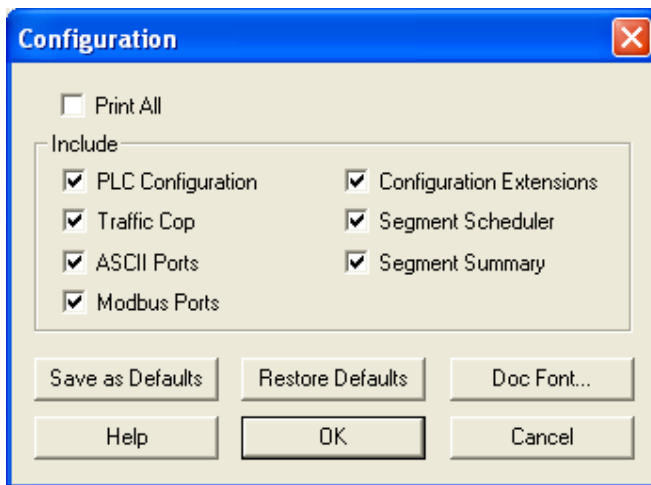 Configuration
Print All
Include
PLC Configuration
Configuration Extensions
Traffic Cop
Segment Scheduler
ASCII Ports
Segment Summary
Modbus Ports
Save as Defaults
Restore Defaults
Doc Font...
Help
OK
Cancel